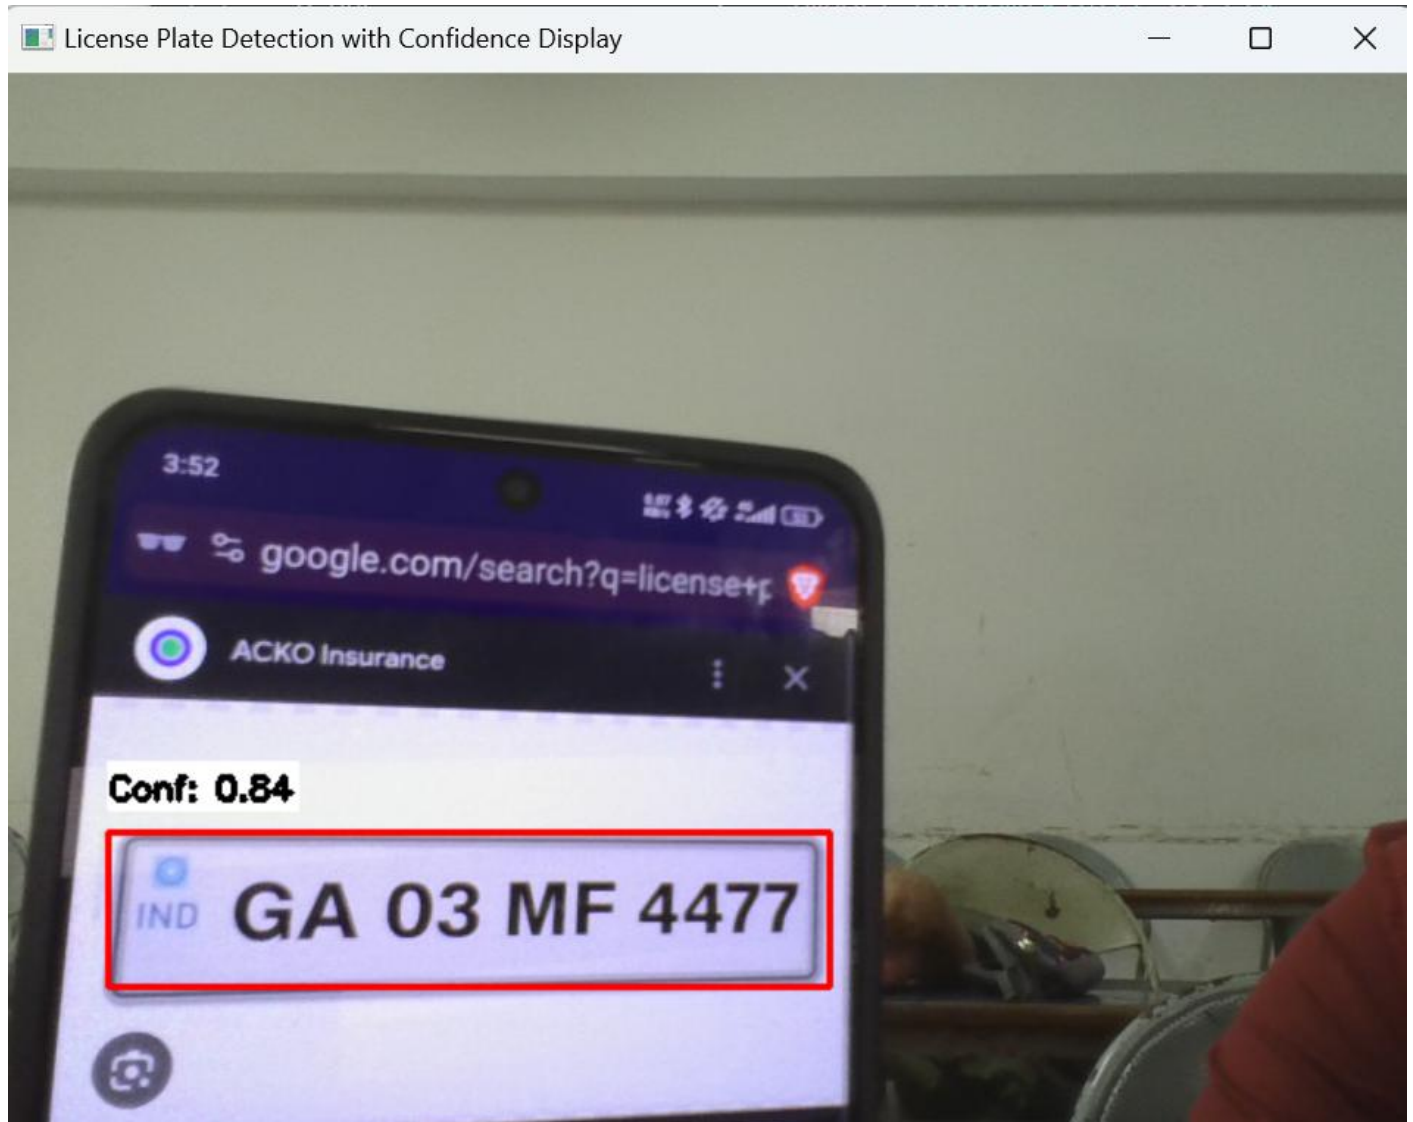 License Plate Detection with Confidence Display
3:52
google.com/search?q=license+p
ACKO Insurance
Conf: 0.84
IND
GA 03 MF 4477